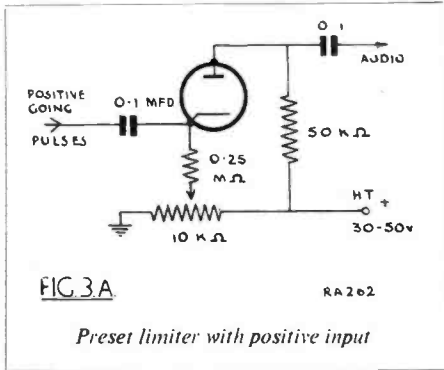 0.1
AUDIO
POSITIVE
GOING
PULSES
0.1 MFD
50 KΩ
0.25
MΩ
HT +
30-50v
10 KΩ
FIG. 3.A.
RA262
Preset limiter with positive input